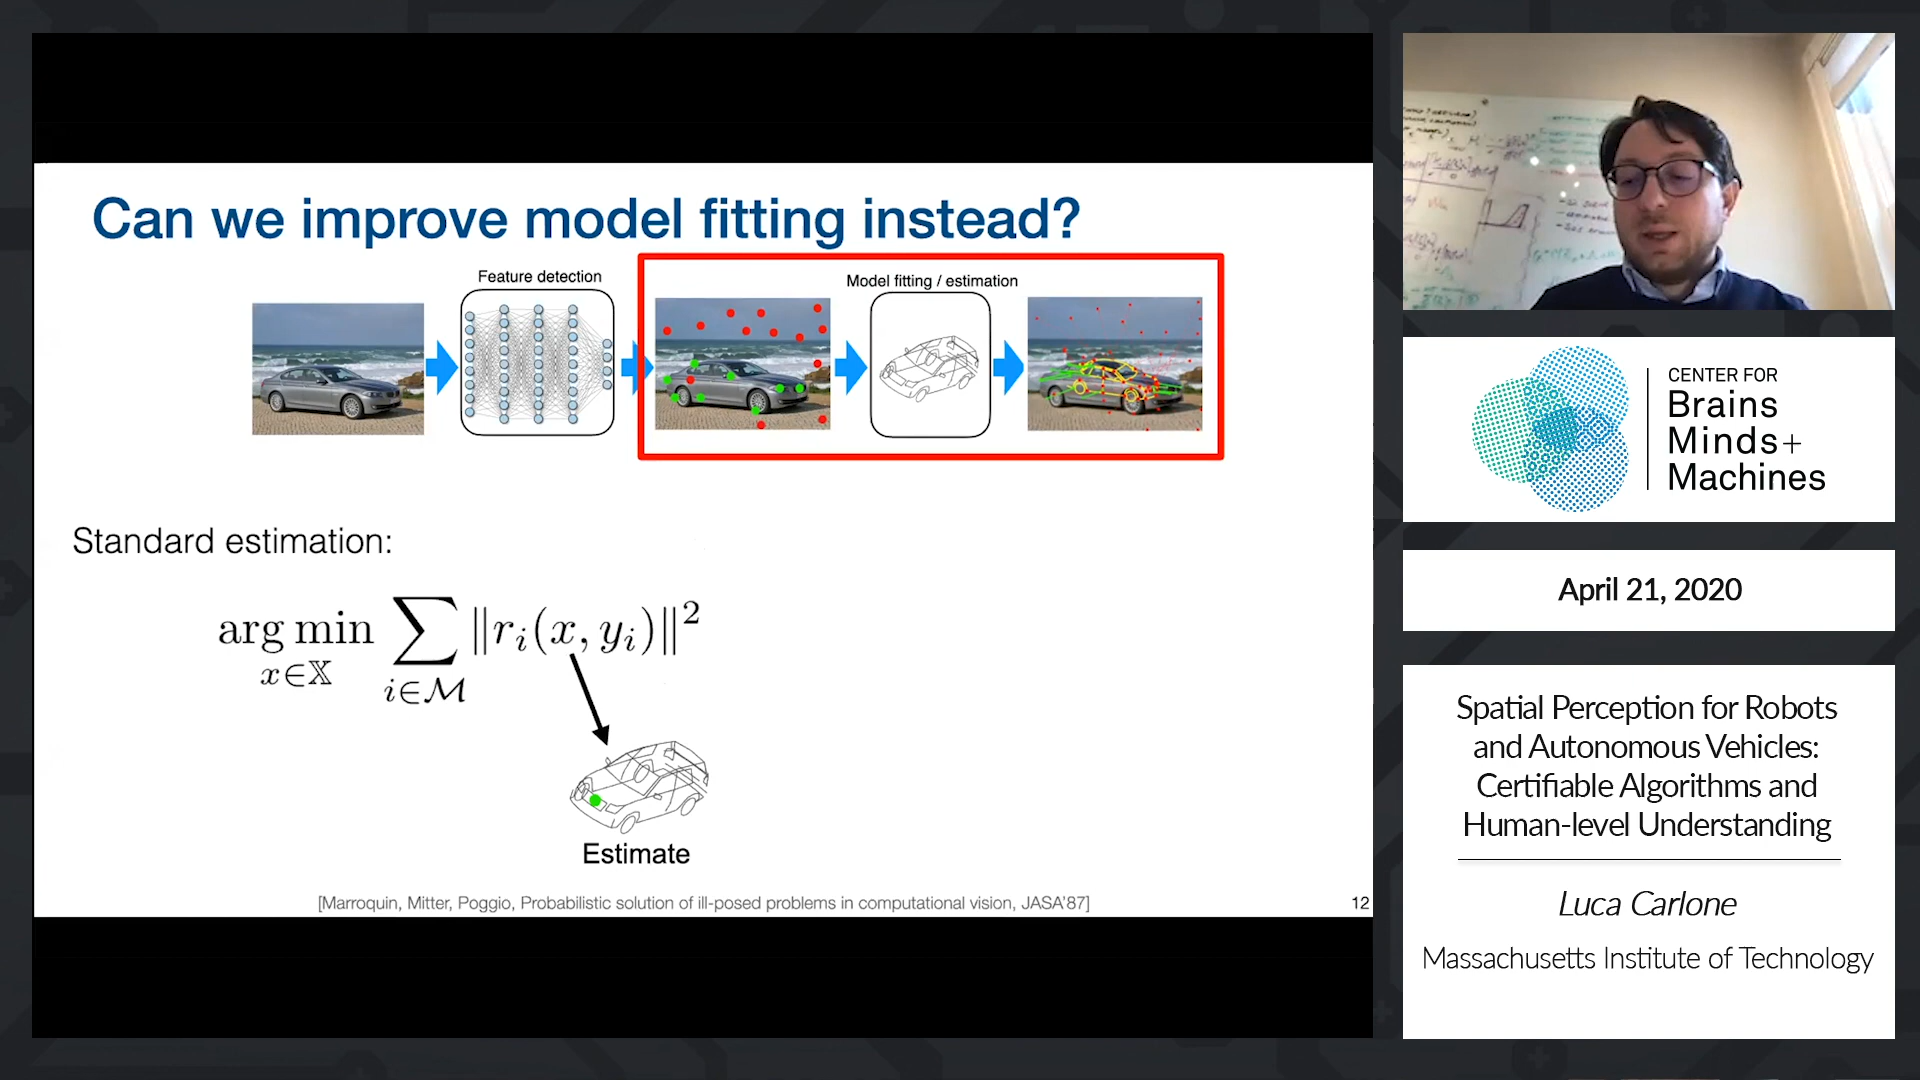 Can we improve model fitting instead?
Feature detection
Model fitting / estimation
Standard estimation:
arg min ∑ ‖rᵢ(x, yᵢ)‖²
x∈𝕏 i∈ℳ
Estimate
[Marroquin, Mitter, Poggio, Probabilistic solution of ill-posed problems in computational vision, JASA'87]
12
CENTER FOR
Brains
Minds+
Machines
April 21, 2020
Spatial Perception for Robots
and Autonomous Vehicles:
Certifiable Algorithms and
Human-level Understanding
Luca Carlone
Massachusetts Institute of Technology